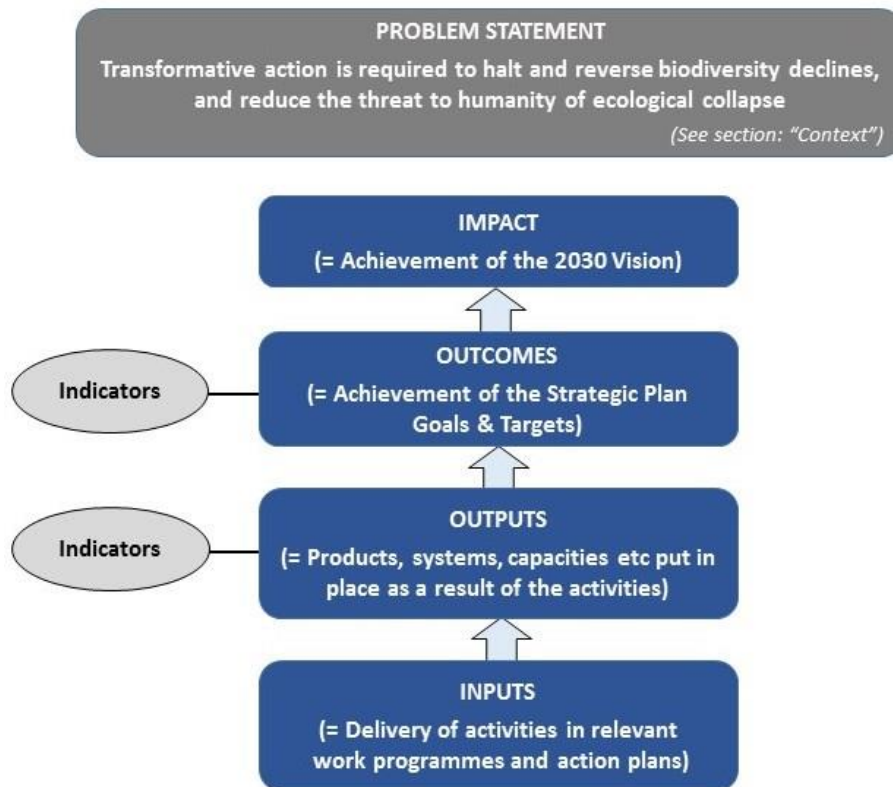 PROBLEM STATEMENT
Transformative action is required to halt and reverse biodiversity declines,
and reduce the threat to humanity of ecological collapse
(See section: “Context”)
IMPACT
(= Achievement of the 2030 Vision)
Indicators
OUTCOMES
(= Achievement of the Strategic Plan
Goals & Targets)
Indicators
OUTPUTS
(= Products, systems, capacities etc put in
place as a result of the activities)
INPUTS
(= Delivery of activities in relevant
work programmes and action plans)